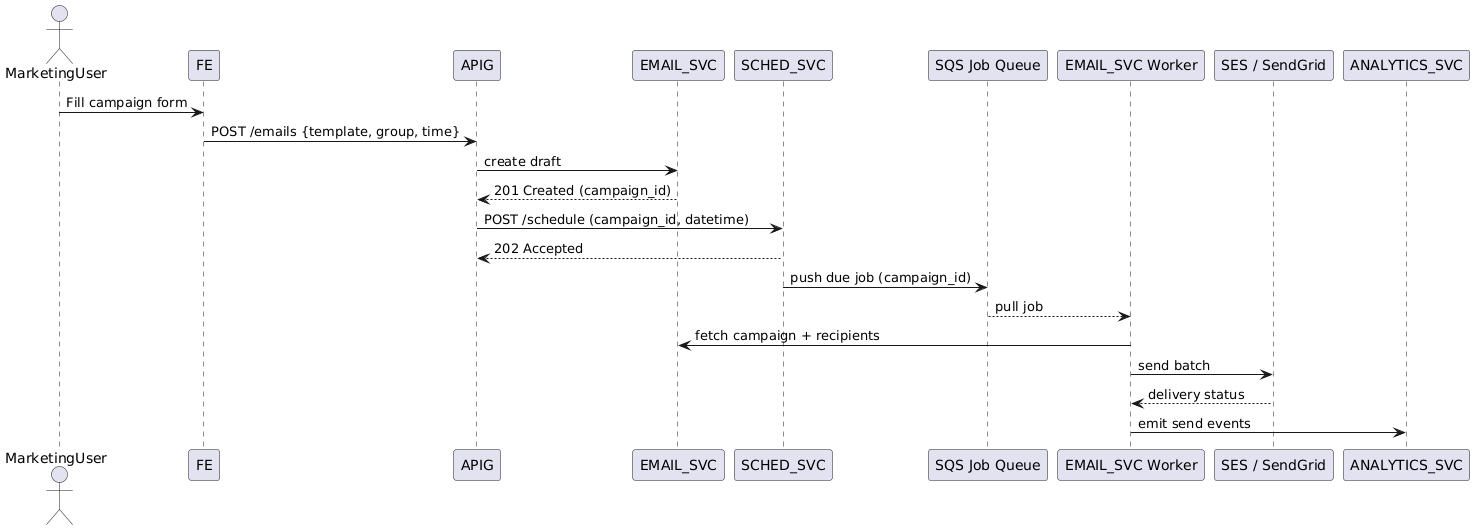 MarketingUser
FE
APIG
EMAIL_SVC
SCHED_SVC
SQS Job Queue
EMAIL_SVC Worker
SES / SendGrid
ANALYTICS_SVC
Fill campaign form
POST /emails {template, group, time}
create draft
201 Created (campaign_id)
POST /schedule (campaign_id, datetime)
202 Accepted
push due job (campaign_id)
pull job
fetch campaign + recipients
send batch
delivery status
emit send events
MarketingUser
FE
APIG
EMAIL_SVC
SCHED_SVC
SQS Job Queue
EMAIL_SVC Worker
SES / SendGrid
ANALYTICS_SVC